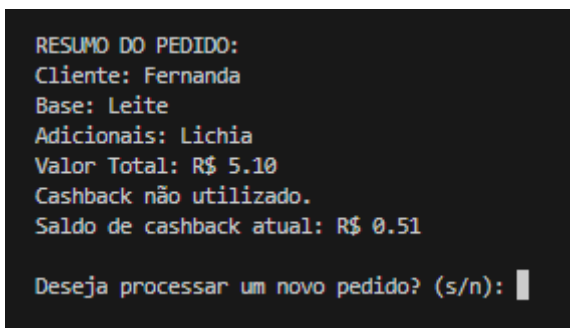 RESUMO DO PEDIDO:
Cliente: Fernanda
Base: Leite
Adicionais: Lichia
Valor Total: R$ 5.10
Cashback não utilizado.
Saldo de cashback atual: R$ 0.51
Deseja processar um novo pedido? (s/n):